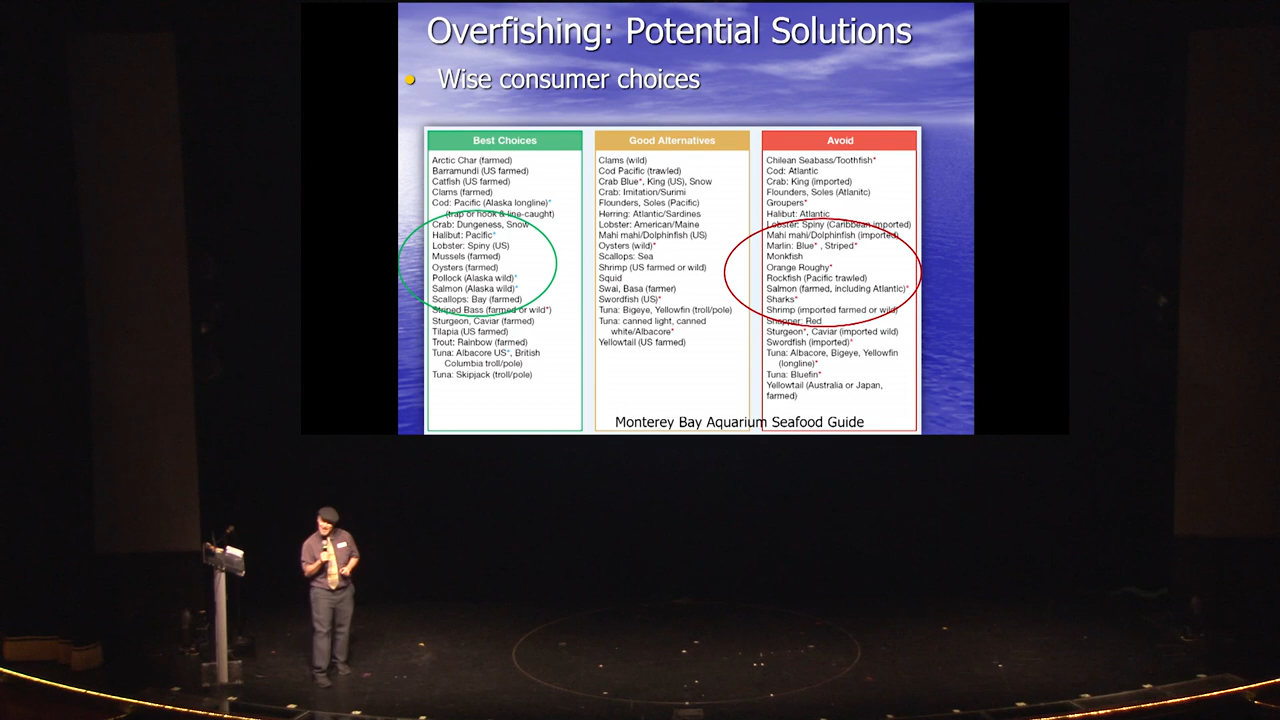 Overfishing: Potential Solutions
• Wise consumer choices
Best Choices
Arctic Char (farmed)
Barramundi (US farmed)
Catfish (US farmed)
Clams (farmed)
Cod: Pacific (Alaska longline)*
(trap or hook & line-caught)
Crab: Dungeness, Snow
Halibut: Pacific*
Lobster: Spiny (US)
Mussels (farmed)
Oysters (farmed)
Pollock (Alaska wild)*
Salmon (Alaska wild)*
Scallops: Bay (farmed)
Striped Bass (farmed or wild*)
Sturgeon, Caviar (farmed)
Tilapia (US farmed)
Trout: Rainbow (farmed)
Tuna: Albacore US*, British
Columbia troll/pole)
Tuna: Skipjack (troll/pole)
Good Alternatives
Clams (wild)
Cod Pacific (trawled)
Crab Blue*, King (US), Snow
Crab: Imitation/Surimi
Flounders, Soles (Pacific)
Herring: Atlantic/Sardines
Lobster: American/Maine
Mahi mahi/Dolphinfish (US)
Oysters (wild)*
Scallops: Sea
Shrimp (US farmed or wild)
Squid
Swai, Basa (farmer)
Swordfish (US)*
Tuna: Bigeye, Yellowfin (troll/pole)
Tuna: canned light, canned
white/Albacore*
Yellowtail (US farmed)
Avoid
Chilean Seabass/Toothfish*
Cod: Atlantic
Crab: King (imported)
Flounders, Soles (Atlanitc)
Groupers*
Halibut: Atlantic
Lobster: Spiny (Caribbean imported)
Mahi mahi/Dolphinfish (imported)
Marlin: Blue* , Striped*
Monkfish
Orange Roughy*
Rockfish (Pacific trawled)
Salmon (farmed, including Atlantic)*
Sharks*
Shrimp (imported farmed or wild)
Snapper: Red
Sturgeon*, Caviar (imported wild)
Swordfish (imported)*
Tuna: Albacore, Bigeye, Yellowfin
(longline)*
Tuna: Bluefin*
Yellowtail (Australia or Japan,
farmed)
Monterey Bay Aquarium Seafood Guide